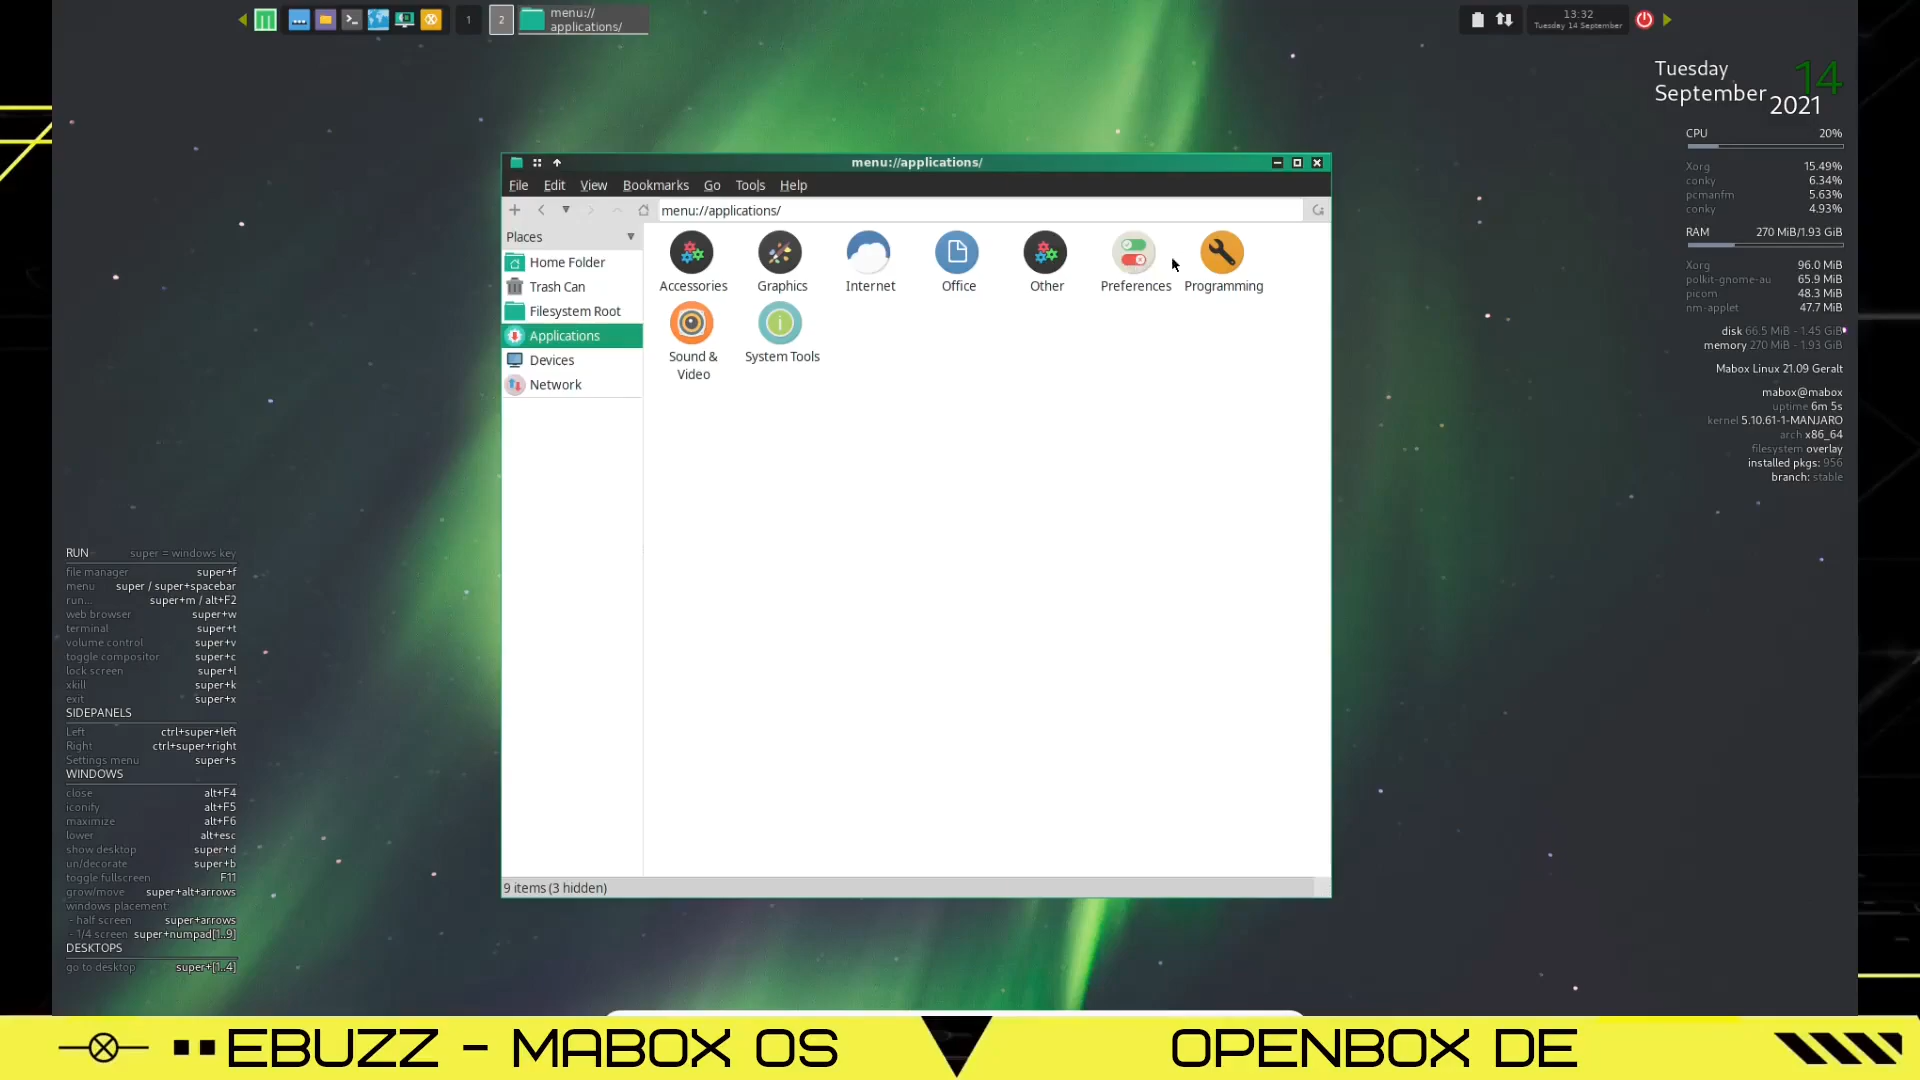 1
2
menu://
applications/
13:32
Tuesday 14 September
Tuesday
September
14
2021
CPU 20%
Xorg 15.49%
conky 6.34%
pcmanfm 5.63%
conky 4.93%
RAM 270 MiB/1.93 GiB
Xorg 96.0 MiB
polkit-gnome-au 65.9 MiB
picom 48.3 MiB
nm-applet 47.7 MiB
disk 66.5 MiB - 1.45 GiB
memory 270 MiB - 1.93 GiB
Mabox Linux 21.09 Geralt
mabox@mabox
uptime 6m 5s
kernel 5.10.61-1-MANJARO
arch x86_64
filesystem overlay
installed pkgs: 956
branch: stable
menu://applications/
File Edit View Bookmarks Go Tools Help
menu://applications/
Places
Home Folder
Trash Can
Filesystem Root
Applications
Devices
Network
Accessories
Graphics
Internet
Office
Other
Preferences
Programming
Sound &
Video
System Tools
9 items (3 hidden)
RUN super = windows key
file manager super+f
menu super / super+spacebar
run... super+m / alt+F2
web browser super+w
terminal super+t
volume control super+v
toggle compositor super+c
lock screen super+l
xkill super+k
exit super+x
SIDEPANELS
Left ctrl+super+left
Right ctrl+super+right
Settings menu super+s
WINDOWS
close alt+F4
iconify alt+F5
maximize alt+F6
lower alt+esc
show desktop super+d
un/decorate super+b
toggle fullscreen F11
grow/move super+alt+arrows
windows placement:
- half screen super+arrows
- 1/4 screen super+numpad[1..9]
DESKTOPS
go to desktop super+[1..4]
EBUZZ - MABOX OS
OPENBOX DE